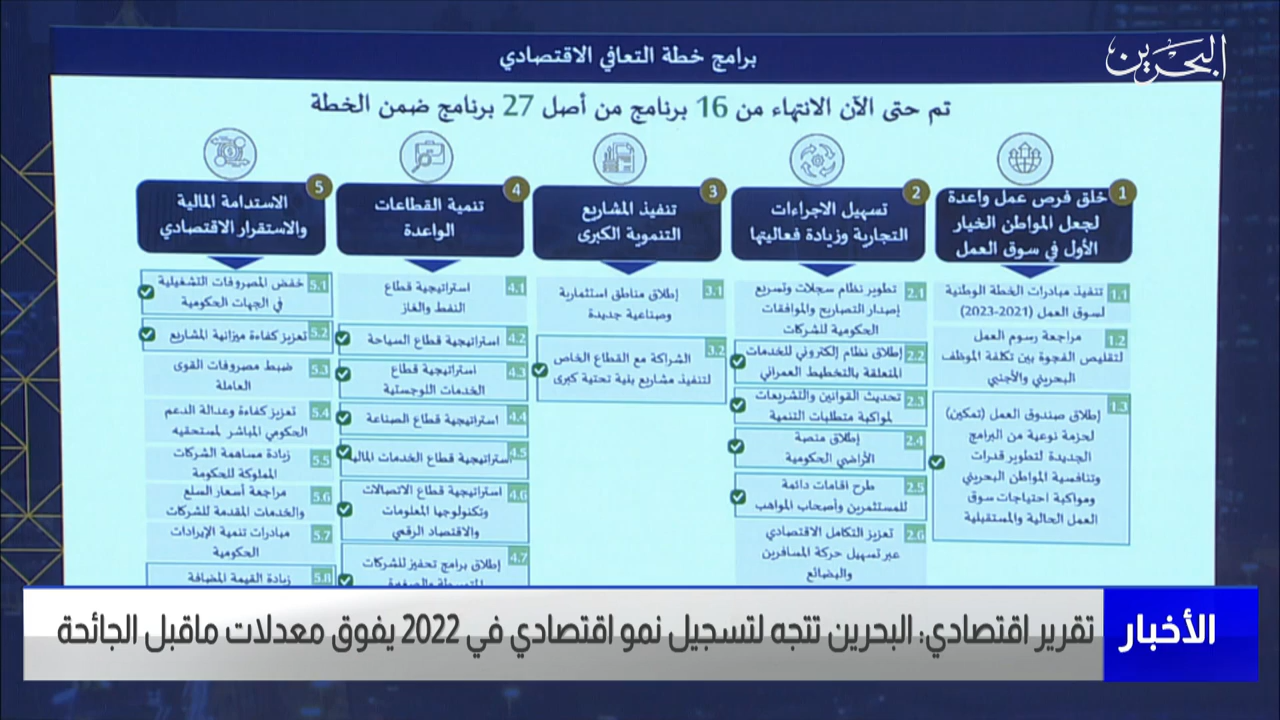 البحرين
برامج خطة التعافي الاقتصادي
تم حتى الآن الانتهاء من 16 برنامج من أصل 27 برنامج ضمن الخطة
1
خلق فرص عمل واعدة
لجعل المواطن الخيار
الأول في سوق العمل
1.1
تنفيذ مبادرات الخطة الوطنية
لسوق العمل (2021-2023)
1.2
مراجعة رسوم العمل
لتقليص الفجوة بين تكلفة الموظف
البحريني والأجنبي
1.3
إطلاق صندوق العمل (تمكين)
لحزمة نوعية من البرامج
الجديدة لتطوير قدرات
وتنافسية المواطن البحريني
ومواكبة احتياجات سوق
العمل الحالية والمستقبلية
2
تسهيل الاجراءات
التجارية وزيادة فعاليتها
2.1
تطوير نظام سجلات وتسريع
إصدار التصاريح والموافقات
الحكومية للشركات
2.2
إطلاق نظام إلكتروني للخدمات
المتعلقة بالتخطيط العمراني
2.3
تحديث القوانين والتشريعات
لمواكبة متطلبات التنمية
2.4
إطلاق منصة
الأراضي الحكومية
2.5
طرح اقامات دائمة
للمستثمرين وأصحاب المواهب
2.6
تعزيز التكامل الاقتصادي
عبر تسهيل حركة المسافرين
والبضائع
3
تنفيذ المشاريع
التنموية الكبرى
3.1
إطلاق مناطق استثمارية
وصناعية جديدة
3.2
الشراكة مع القطاع الخاص
لتنفيذ مشاريع بنية تحتية كبرى
4
تنمية القطاعات
الواعدة
4.1
استراتيجية قطاع
النفط والغاز
4.2
استراتيجية قطاع السياحة
4.3
استراتيجية قطاع
الخدمات اللوجستية
4.4
استراتيجية قطاع الصناعة
4.5
استراتيجية قطاع الخدمات المالية
4.6
استراتيجية قطاع الاتصالات
وتكنولوجيا المعلومات
والاقتصاد الرقمي
4.7
إطلاق برامج تحفيز للشركات
5
الاستدامة المالية
والاستقرار الاقتصادي
5.1
خفض المصروفات التشغيلية
في الجهات الحكومية
5.2
تعزيز كفاءة ميزانية المشاريع
5.3
ضبط مصروفات القوى
العاملة
5.4
تعزيز كفاءة وعدالة الدعم
الحكومي المباشر لمستحقيه
5.5
زيادة مساهمة الشركات
المملوكة للحكومة
5.6
مراجعة أسعار السلع
والخدمات المقدمة للشركات
5.7
مبادرات تنمية الإيرادات
الحكومية
5.8
زيادة القيمة المضافة
الأخبار
تقرير اقتصادي: البحرين تتجه لتسجيل نمو اقتصادي في 2022 يفوق معدلات ماقبل الجائحة